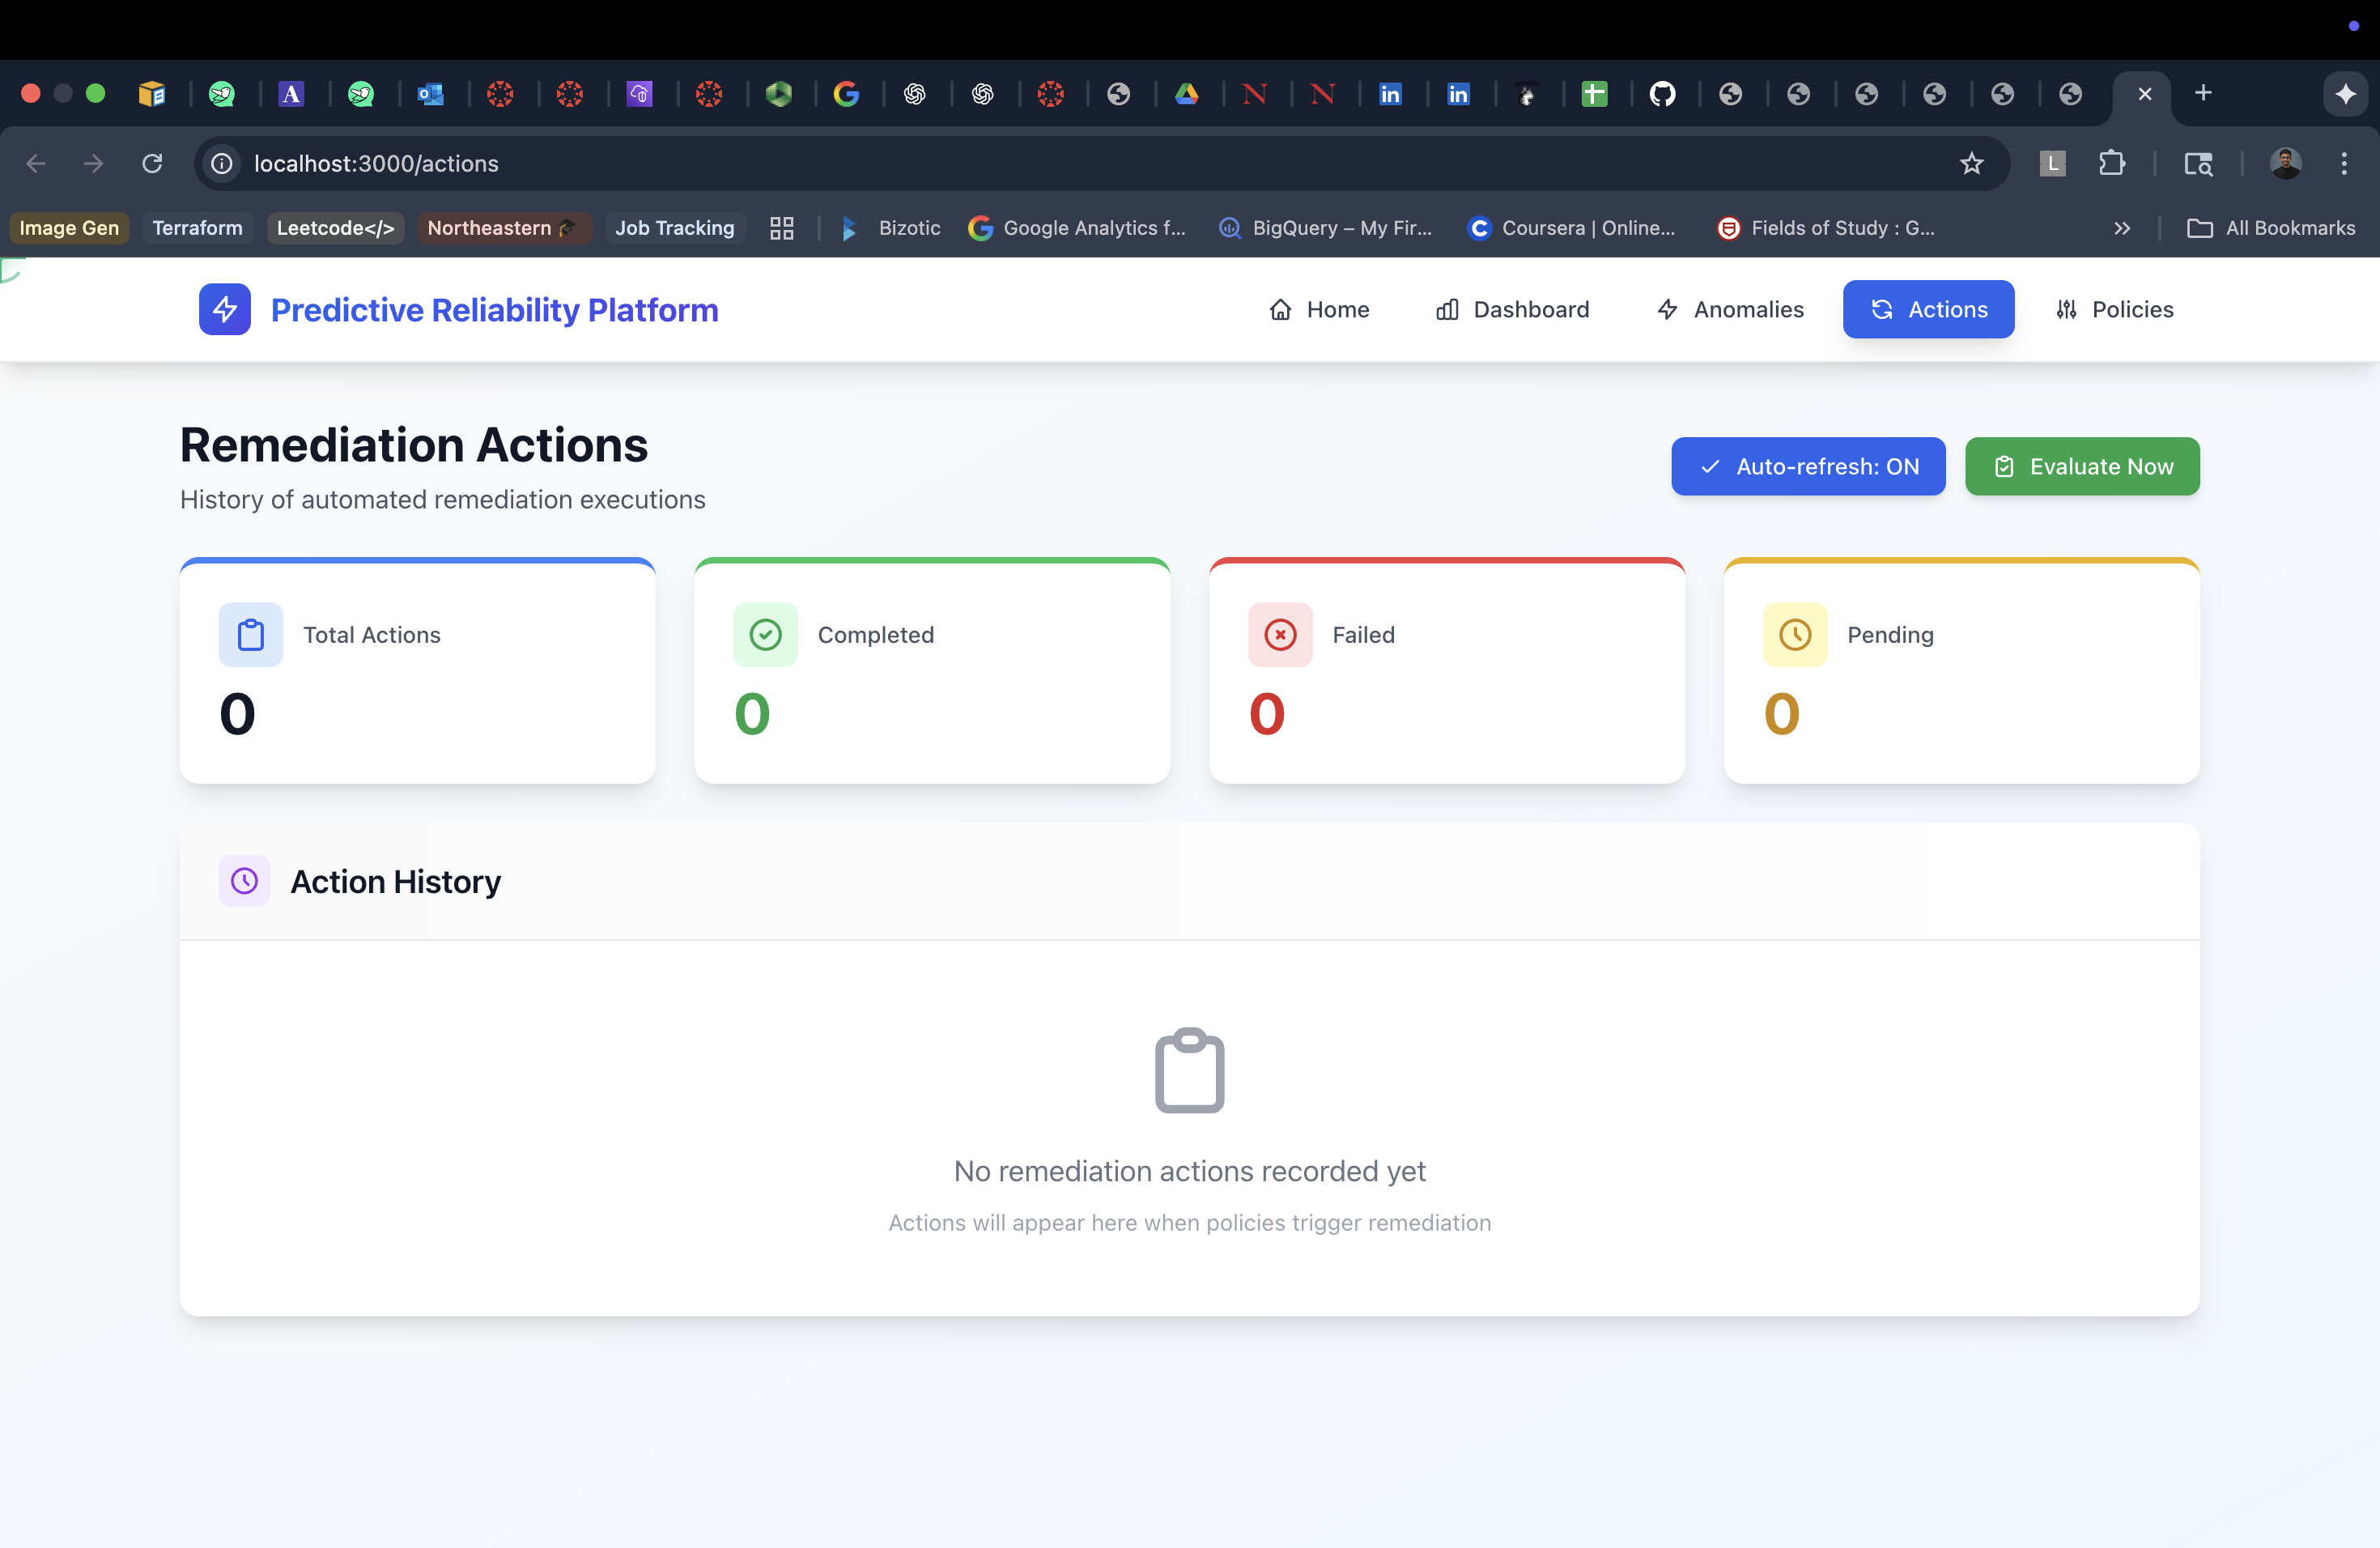 localhost:3000/actions
L
Image Gen
Terraform
Leetcode</>
Northeastern 🎓
Job Tracking
Bizotic
Google Analytics f...
BigQuery – My Fir...
Coursera | Online...
Fields of Study : G...
All Bookmarks
Predictive Reliability Platform
Home
Dashboard
Anomalies
Actions
Policies
Remediation Actions
History of automated remediation executions
Auto-refresh: ON
Evaluate Now
Total Actions
0
Completed
0
Failed
0
Pending
0
Action History
No remediation actions recorded yet
Actions will appear here when policies trigger remediation